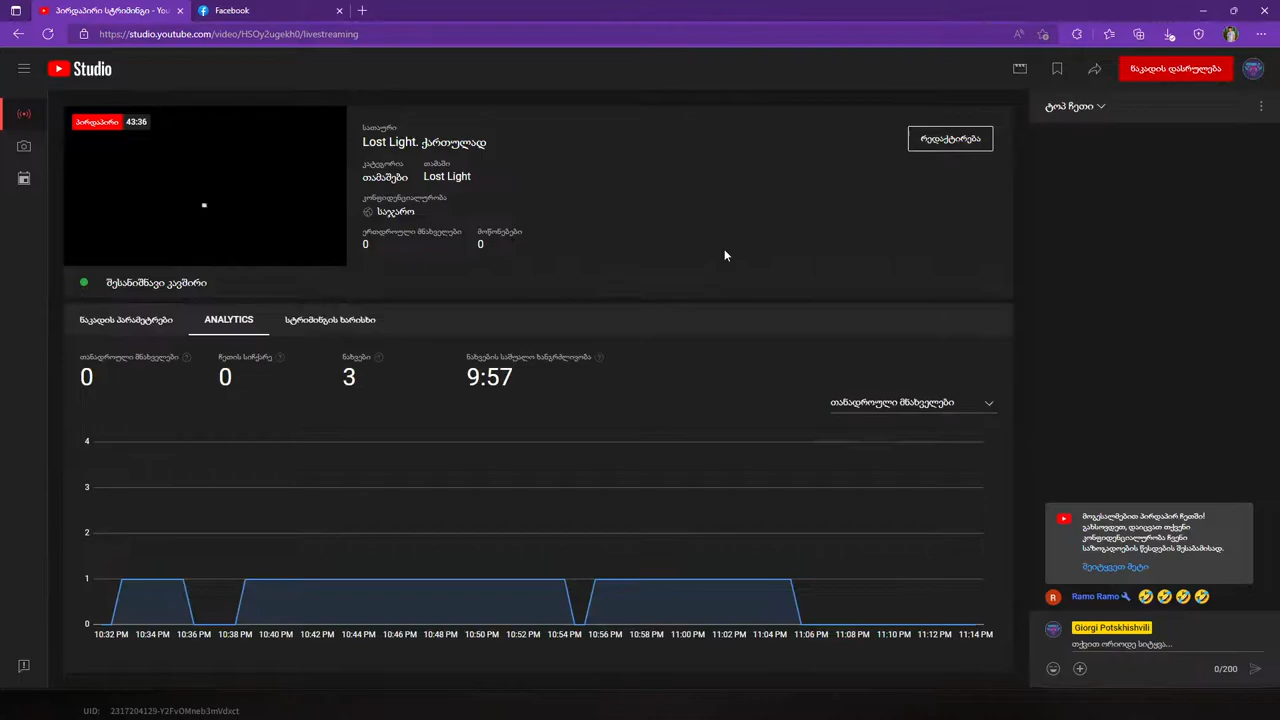 პირდაპირი სტრიმინგი - You
Facebook
https://studio.youtube.com/video/HSOy2ugekh0/livestreaming
Studio
ნაკადის დასრულება
პირდაპირი 43:36
სათაური
Lost Light. ქართულად
რედაქტირება
კატეგორია თამაში
თამაშები Lost Light
კონფიდენციალურობა
საჯარო
ერთდროული მნახველები მოწონებები
0 0
შესანიშნავი კავშირი
ნაკადის პარამეტრები ANALYTICS სტრიმინგის ხარისხი
თანადროული მნახველები ჩეთის სიჩქარე ნახვები ნახვების საშუალო ხანგრძლივობა
0 0 3 9:57
თანადროული მნახველები
4
3
2
1
0
10:32 PM 10:34 PM 10:36 PM 10:38 PM 10:40 PM 10:42 PM 10:44 PM 10:46 PM 10:48 PM 10:50 PM 10:52 PM 10:54 PM 10:56 PM 10:58 PM 11:00 PM 11:02 PM 11:04 PM 11:06 PM 11:08 PM 11:10 PM 11:12 PM 11:14 PM
ტოპ ჩეთი
მოგესალმებით პირდაპირ ჩეთში!
გახსოვდეთ, დაიცვათ თქვენი
კონფიდენციალურობა ჩვენი
საზოგადოების წესდების შესაბამისად.
შეიტყვეთ მეტი
R Ramo Ramo
Giorgi Potskhishvili
თქვით ორიოდე სიტყვა...
0/200
UID: 2317204129-Y2FvOMneb3mVdxct